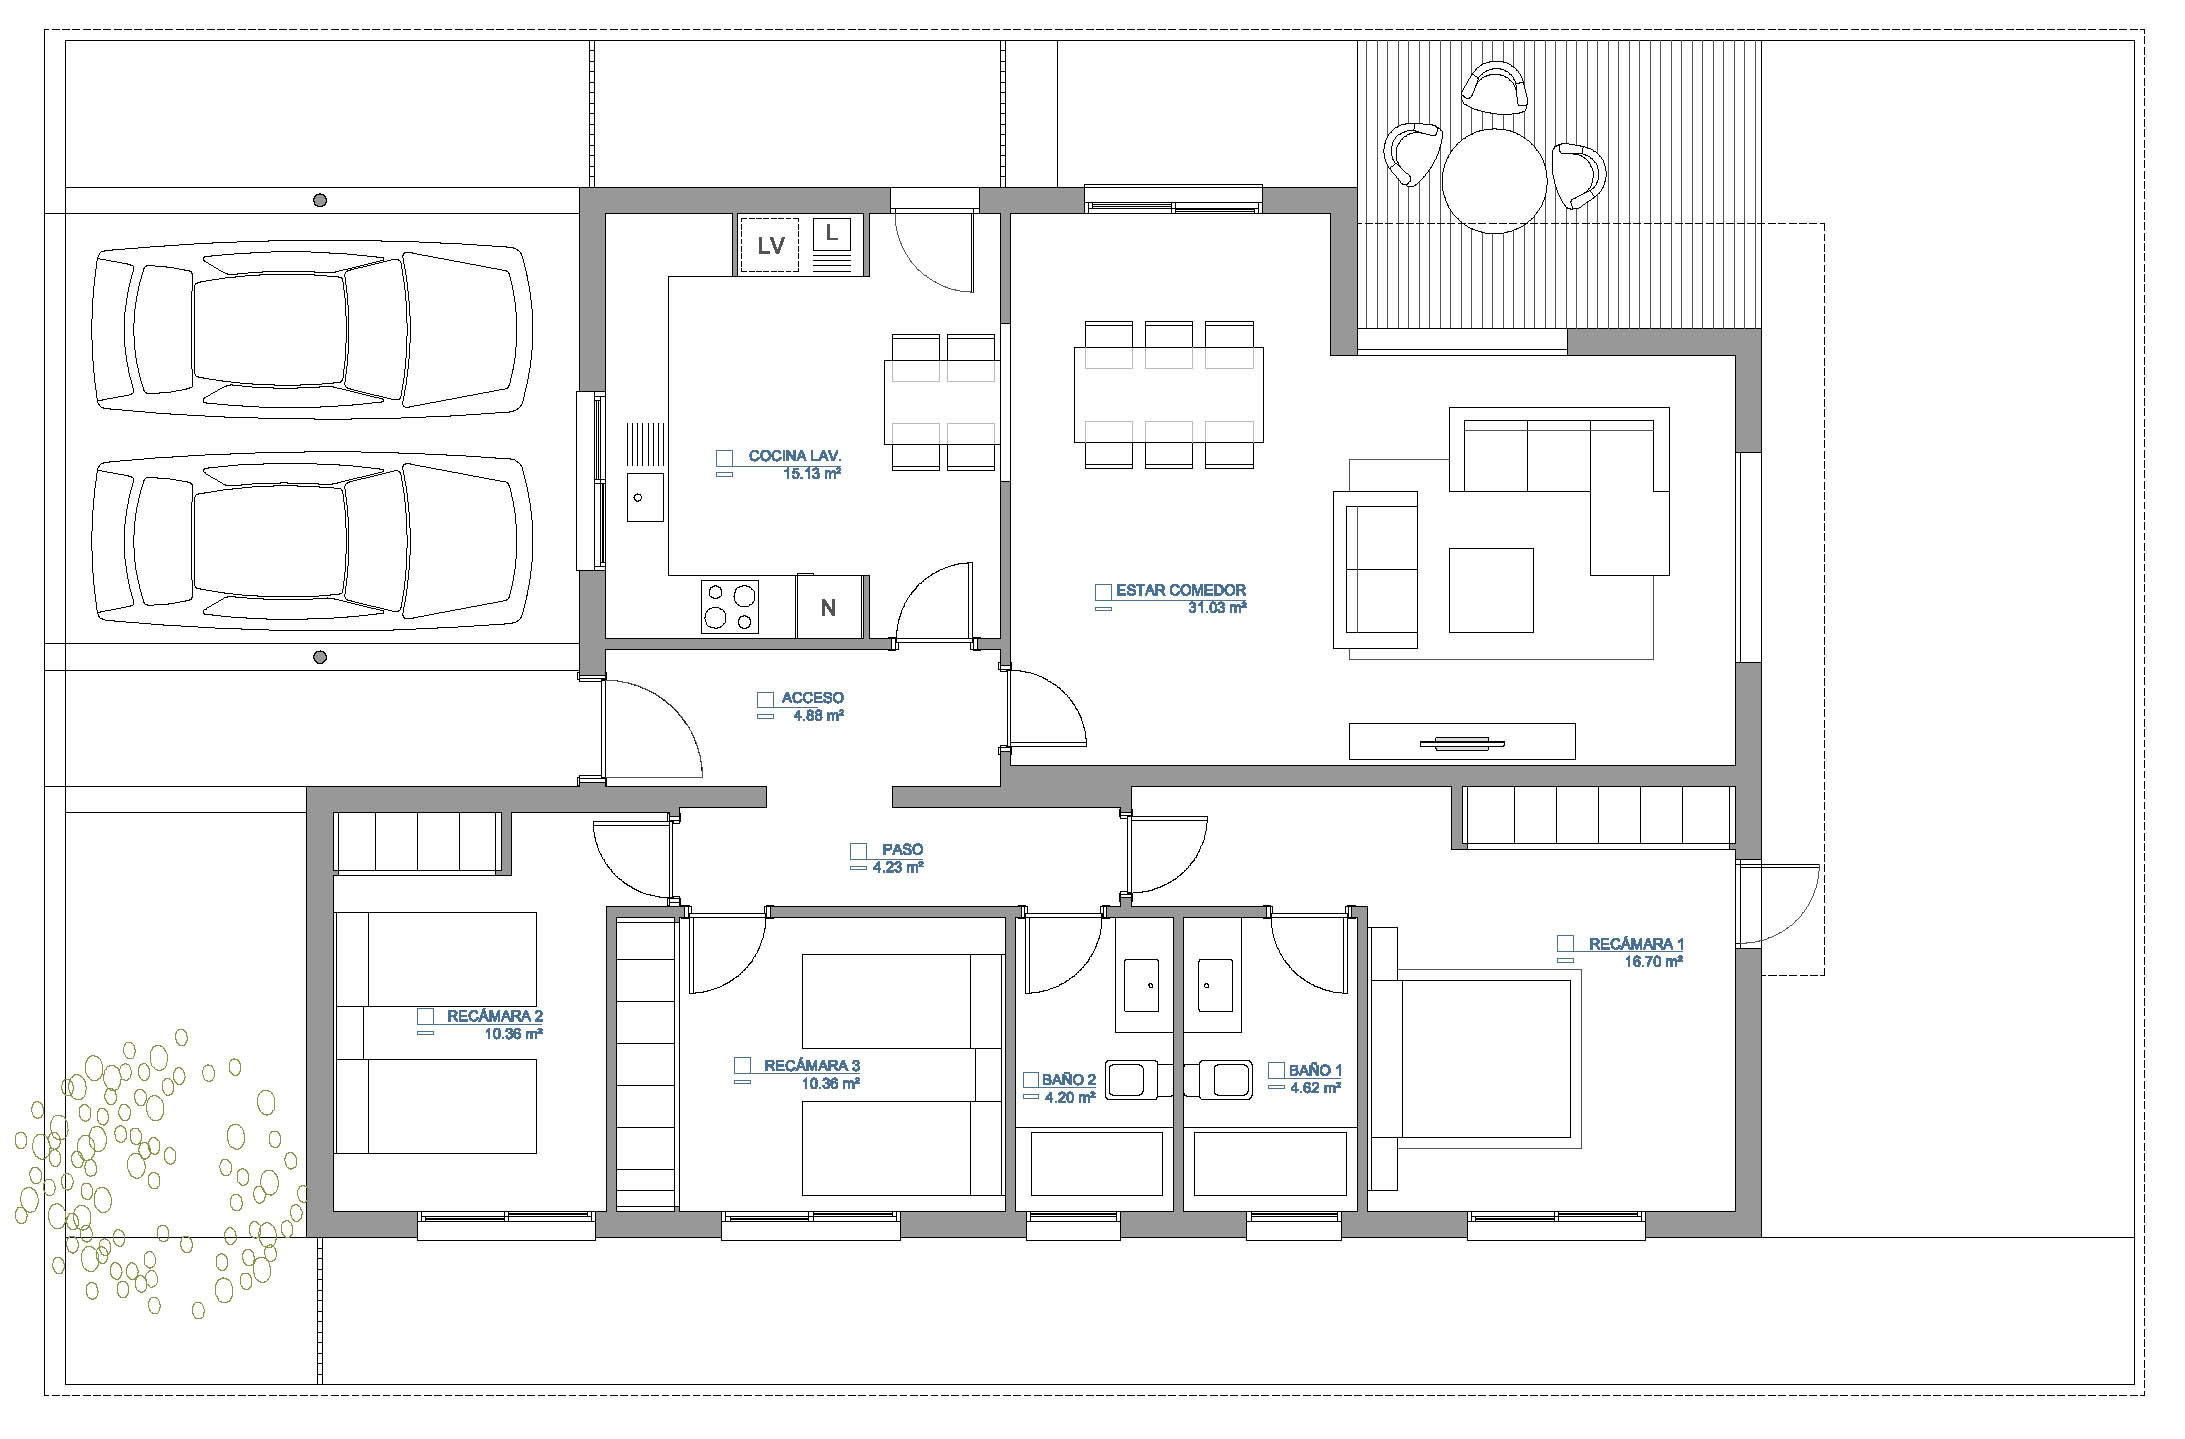 LV
L
COCINA LAV.
15.13 m²
N
ESTAR COMEDOR
31.03 m²
ACCESO
4.88 m²
PASO
4.23 m²
RECÁMARA 1
16.70 m²
RECÁMARA 2
10.36 m²
RECÁMARA 3
10.36 m²
BAÑO 2
4.20 m²
BAÑO 1
4.62 m²